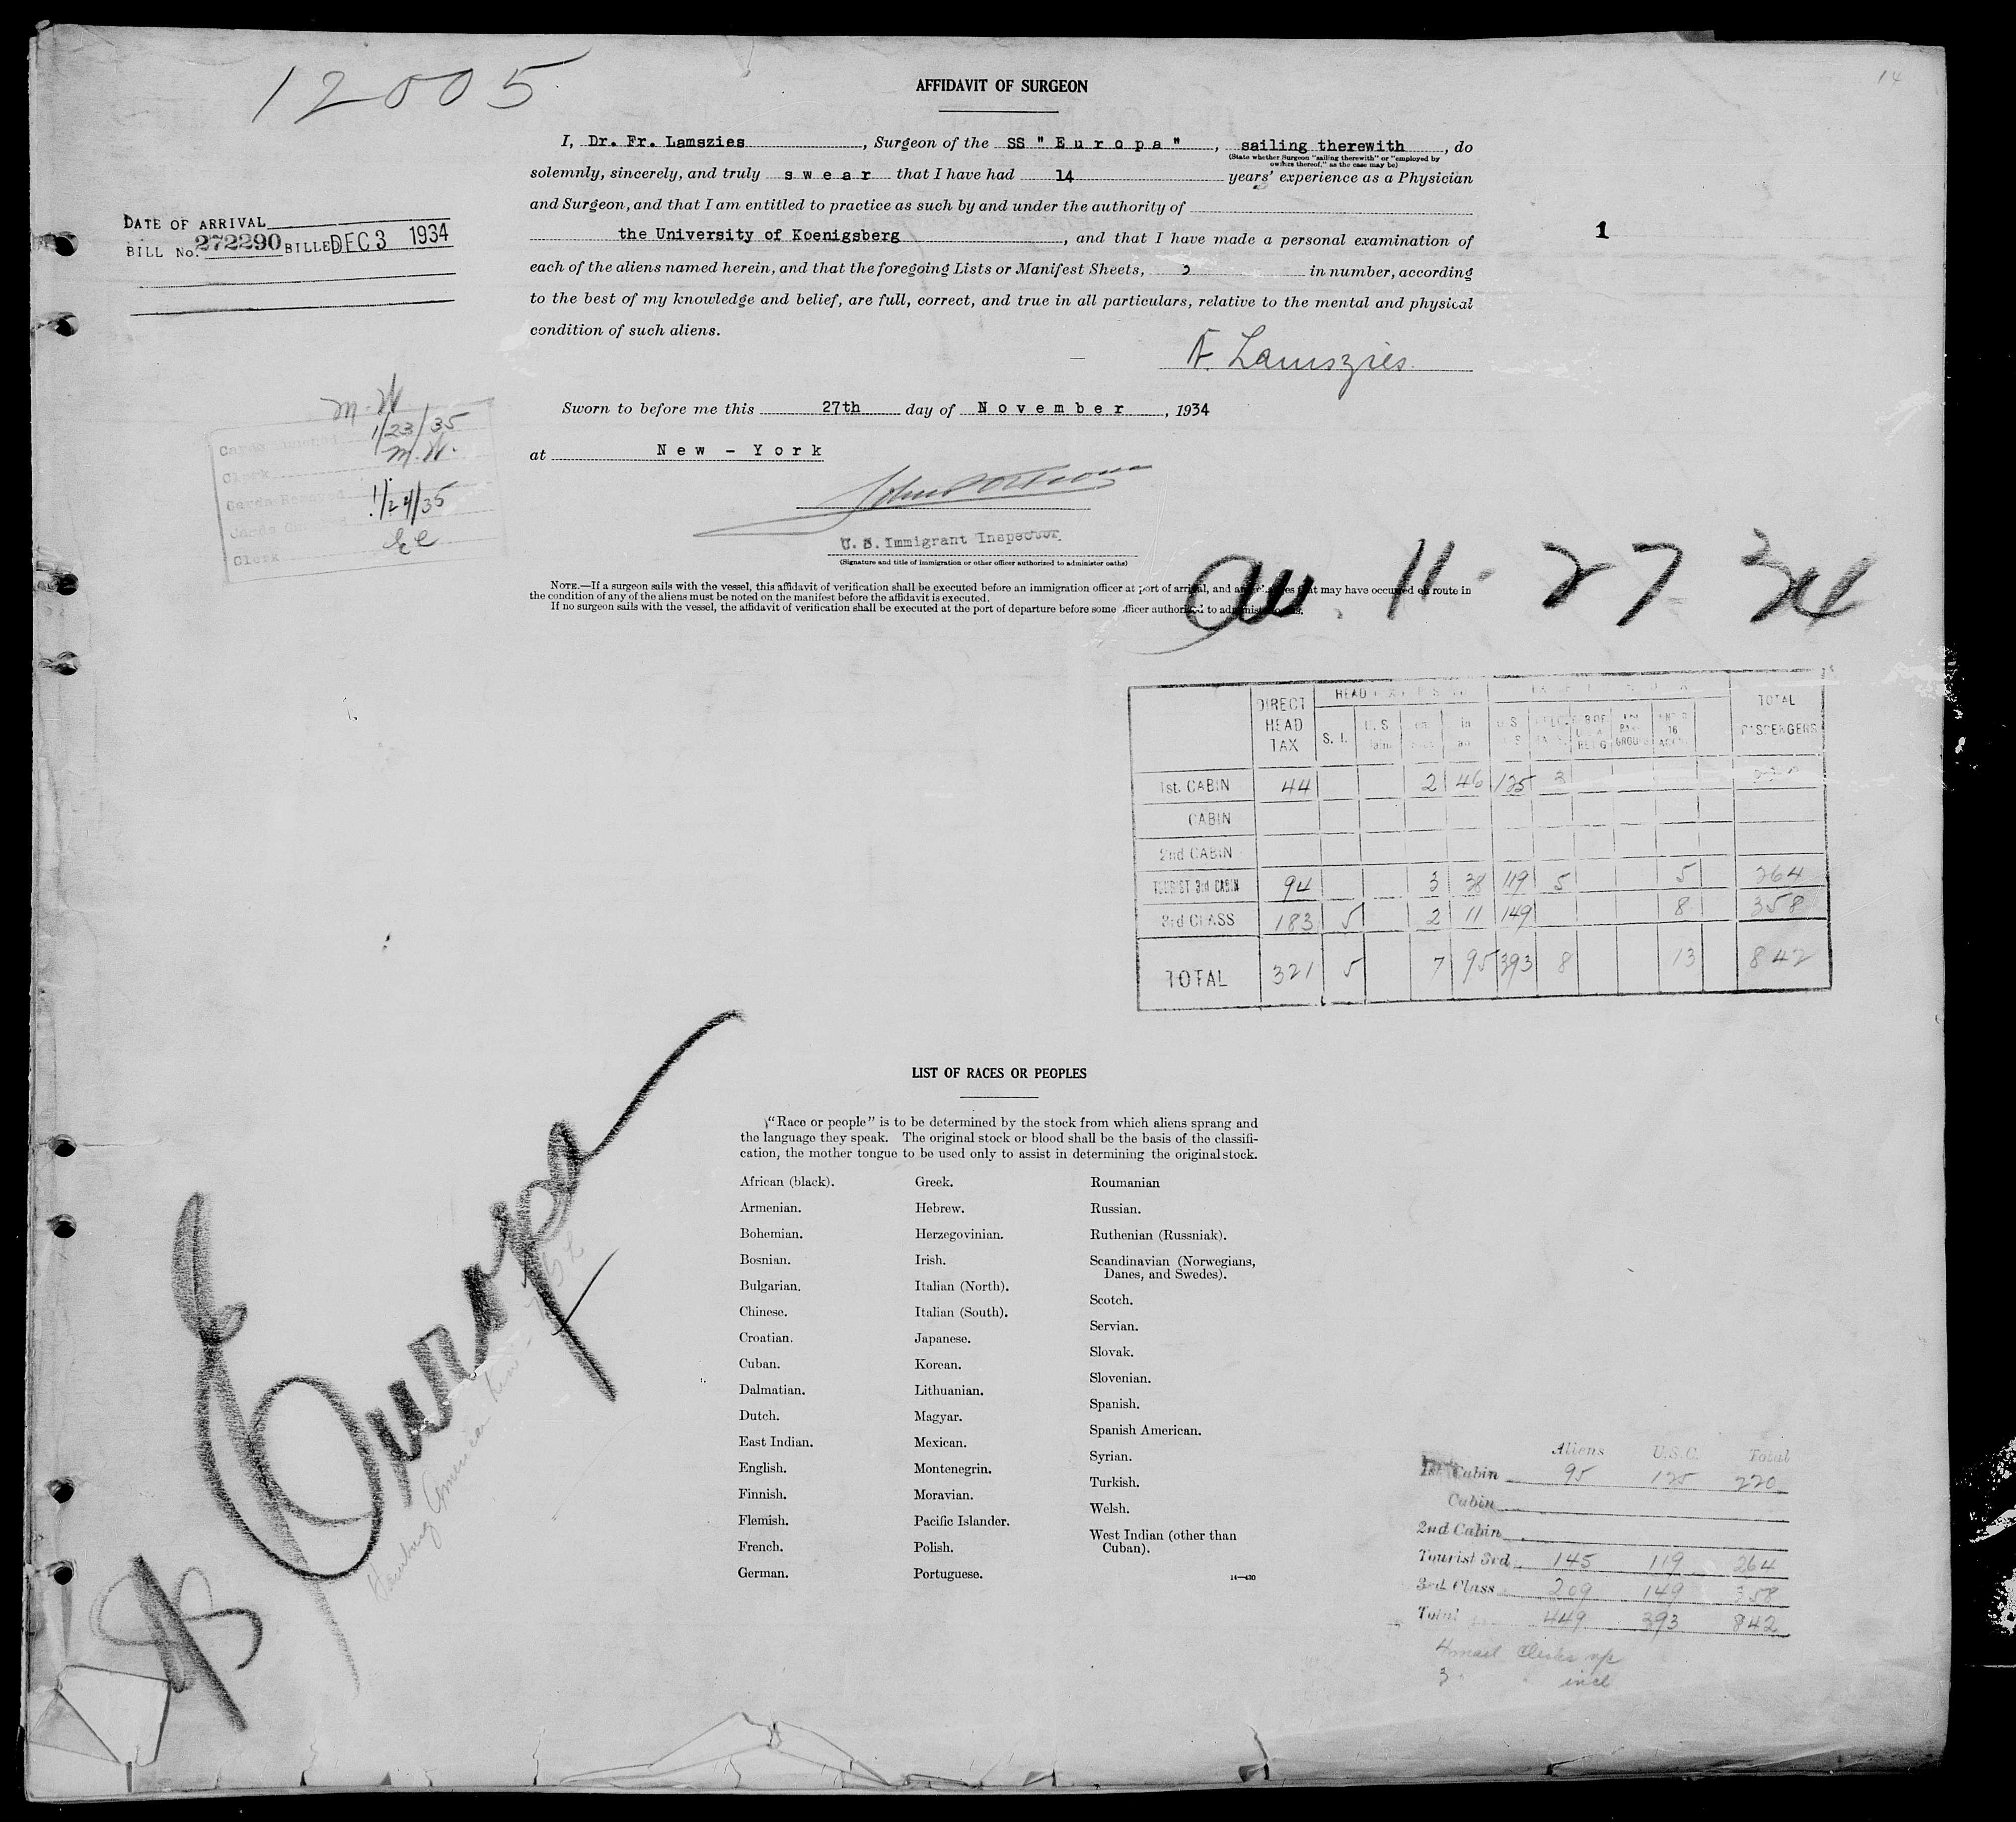 12005
14
AFFIDAVIT OF SURGEON
I, Dr. Fr. Lamszies, Surgeon of the SS " E u r o p a ", sailing therewith, do
(State whether Surgeon "sailing therewith" or "employed by
owners thereof," as the case may be)
solemnly, sincerely, and truly s w e a r that I have had 14 years' experience as a Physician
and Surgeon, and that I am entitled to practice as such by and under the authority of
the University of Koenigsberg, and that I have made a personal examination of
each of the aliens named herein, and that the foregoing Lists or Manifest Sheets, in number, according
to the best of my knowledge and belief, are full, correct, and true in all particulars, relative to the mental and physical
condition of such aliens.
F. Lamszies
DATE OF ARRIVAL
BILL No. 272290 BILLED DEC 3 1934
1
Sworn to before me this 27th day of N o v e m b e r, 1934
at N e w - Y o r k
U. S. Immigrant Inspector.
(Signature and title of immigration or other officer authorized to administer oaths)
M.W.
1/23/35
Clerk M.W.
1/24/35
Clerk
NOTE.—If a surgeon sails with the vessel, this affidavit of verification shall be executed before an immigration officer at port of arrival, and any changes that may have occurred en route in
the condition of any of the aliens must be noted on the manifest before the affidavit is executed.
If no surgeon sails with the vessel, the affidavit of verification shall be executed at the port of departure before some officer authorized to administer oaths.
11 - 27 34
DIRECT HEAD TAX S. I. U. S. TOTAL PASSENGERS
1st. CABIN 44 2 46 125 3
CABIN
2nd CABIN
TOURIST 3rd CABIN 94 3 38 119 5 5 264
3rd CLASS 183 5 2 11 149 8 358
TOTAL 321 5 7 95 393 8 13 842
SS Europa
LIST OF RACES OR PEOPLES
"Race or people" is to be determined by the stock from which aliens sprang and
the language they speak. The original stock or blood shall be the basis of the classifi-
cation, the mother tongue to be used only to assist in determining the original stock.
African (black).
Armenian.
Bohemian.
Bosnian.
Bulgarian.
Chinese.
Croatian.
Cuban.
Dalmatian.
Dutch.
East Indian.
English.
Finnish.
Flemish.
French.
German.
Greek.
Hebrew.
Herzegovinian.
Irish.
Italian (North).
Italian (South).
Japanese.
Korean.
Lithuanian.
Magyar.
Mexican.
Montenegrin.
Moravian.
Pacific Islander.
Polish.
Portuguese.
Roumanian
Russian.
Ruthenian (Russniak).
Scandinavian (Norwegians,
Danes, and Swedes).
Scotch.
Servian.
Slovak.
Slovenian.
Spanish.
Spanish American.
Syrian.
Turkish.
Welsh.
West Indian (other than
Cuban).
14—430
Aliens U.S.C. Total
1st Cabin 95 125 220
Cabin
2nd Cabin
Tourist 3rd 145 119 264
3rd Class 209 149 358
Total 449 393 842